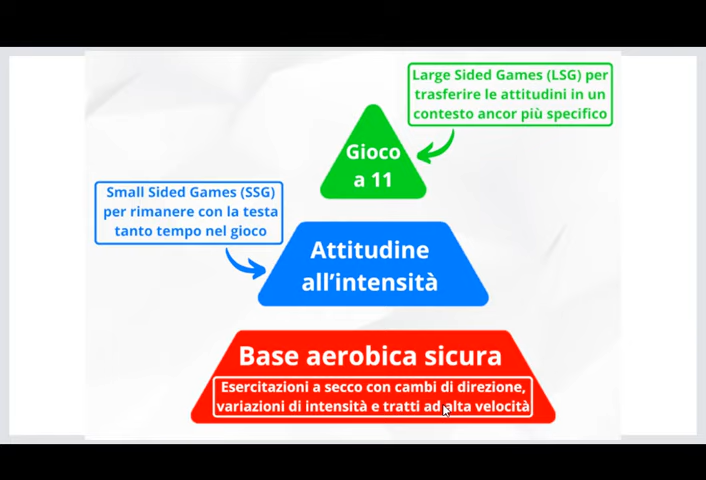 Large Sided Games (LSG) per
trasferire le attitudini in un
contesto ancor più specifico
Gioco
a 11
Small Sided Games (SSG)
per rimanere con la testa
tanto tempo nel gioco
Attitudine
all'intensità
Base aerobica sicura
Esercitazioni a secco con cambi di direzione,
variazioni di intensità e tratti ad alta velocità